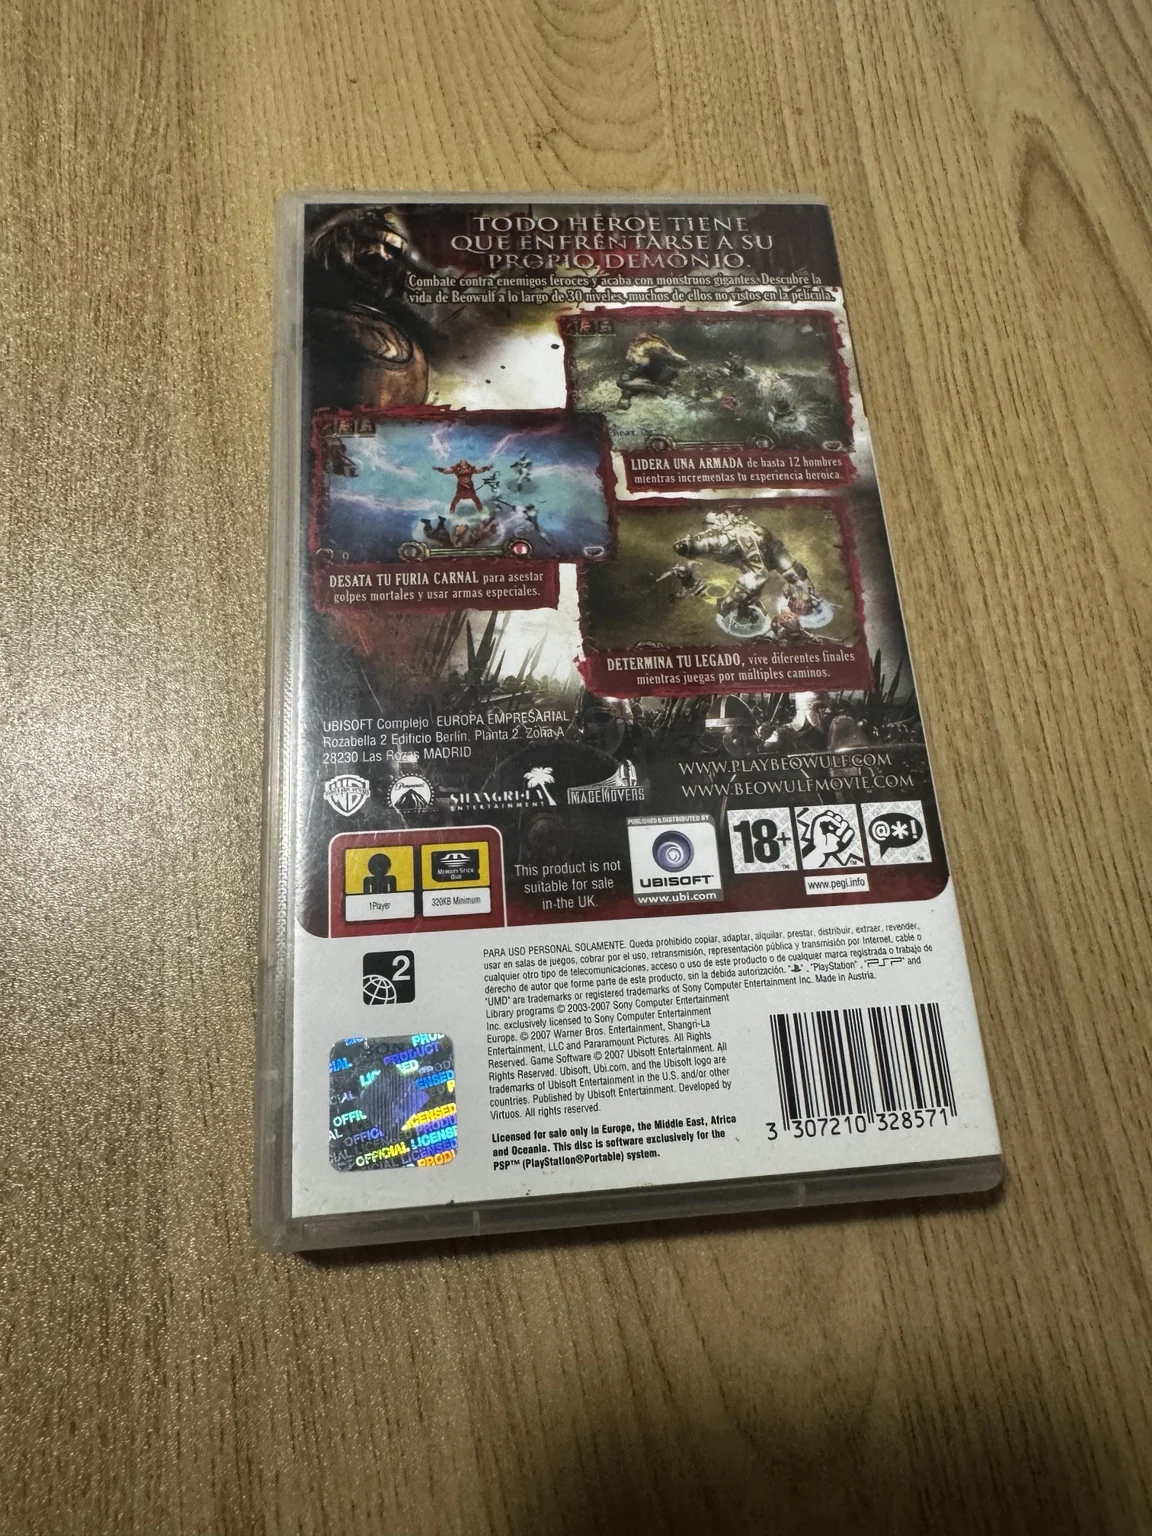 TODO HÉROE TIENE
QUE ENFRENTARSE A SU
PROPIO DEMONIO.
Combate contra enemigos feroces y acaba con monstruos gigantes. Descubre la
vida de Beowulf a lo largo de 30 niveles, muchos de ellos no vistos en la película.
LIDERA UNA ARMADA de hasta 12 hombres
mientras incrementas tu experiencia heroica.
DESATA TU FURIA CARNAL para asestar
golpes mortales y usar armas especiales.
DETERMINA TU LEGADO, vive diferentes finales
mientras juegas por múltiples caminos.
UBISOFT Complejo EUROPA EMPRESARIAL
Rozabella 2 Edificio Berlín. Planta 2. Zona A
28230 Las Rozas MADRID
WWW.PLAYBEOWULF.COM
WWW.BEOWULFMOVIE.COM
WB
Paramount
SHANGRI-LA
ENTERTAINMENT
IMAGEMOVERS
1 Player
MEMORY STICK
DUO
320KB Minimum
This product is not
suitable for sale
in the UK.
PUBLISHED & DISTRIBUTED BY
UBISOFT
www.ubi.com
18+
@*!
www.pegi.info
2
PARA USO PERSONAL SOLAMENTE. Queda prohibido copiar, adaptar, alquilar, prestar, distribuir, extraer, revender,
usar en salas de juegos, cobrar por el uso, retransmisión, representación pública y transmisión por Internet, cable o
cualquier otro tipo de telecomunicaciones, acceso o uso de este producto o de cualquier marca registrada o trabajo de
derecho de autor que forme parte de este producto, sin la debida autorización. " ", "PlayStation", "PSP" and
"UMD" are trademarks or registered trademarks of Sony Computer Entertainment Inc. Made in Austria.
Library programs © 2003-2007 Sony Computer Entertainment
Inc. exclusively licensed to Sony Computer Entertainment
Europe. © 2007 Warner Bros. Entertainment, Shangri-La
Entertainment, LLC and Pararamount Pictures. All Rights
Reserved. Game Software © 2007 Ubisoft Entertainment. All
Rights Reserved. Ubisoft, Ubi.com, and the Ubisoft logo are
trademarks of Ubisoft Entertainment in the U.S. and/or other
countries. Published by Ubisoft Entertainment. Developed by
Virtuos. All rights reserved.
Licensed for sale only in Europe, the Middle East, Africa
and Oceania. This disc is software exclusively for the
PSP™ (PlayStation®Portable) system.
OFFICIAL LICENSED
PRODUCT
3 307210 328571